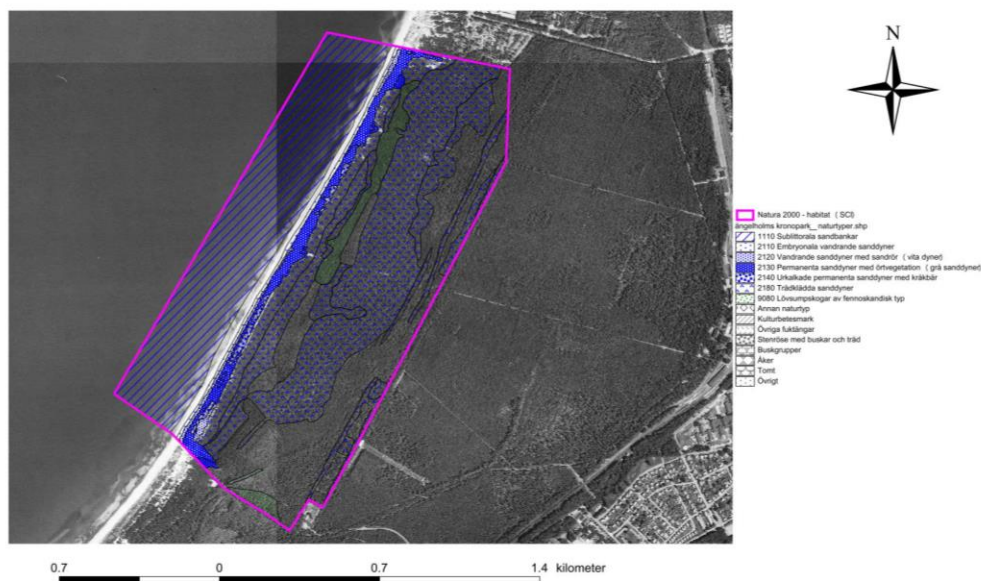 N
Natura 2000 - habitat ( SCI)
ängelholms kronopark__naturtyper.shp
1110 Sublittorala sandbankar
2110 Embryonala vandrande sanddyner
2120 Vandrande sanddyner med sandrör ( vita dyner)
2130 Permanenta sanddyner med örtvegetation ( grå sanddyner)
2140 Urkalkade permanenta sanddyner med kråkbär
2180 Trädklädda sanddyner
9080 Lövsumpskogar av fennoskandisk typ
Annan naturtyp
Kulturbetesmark
Övriga fuktängar
Stenröse med buskar och träd
Buskgrupper
Åker
Tomt
Övrigt
0.7 0 0.7 1.4 kilometer